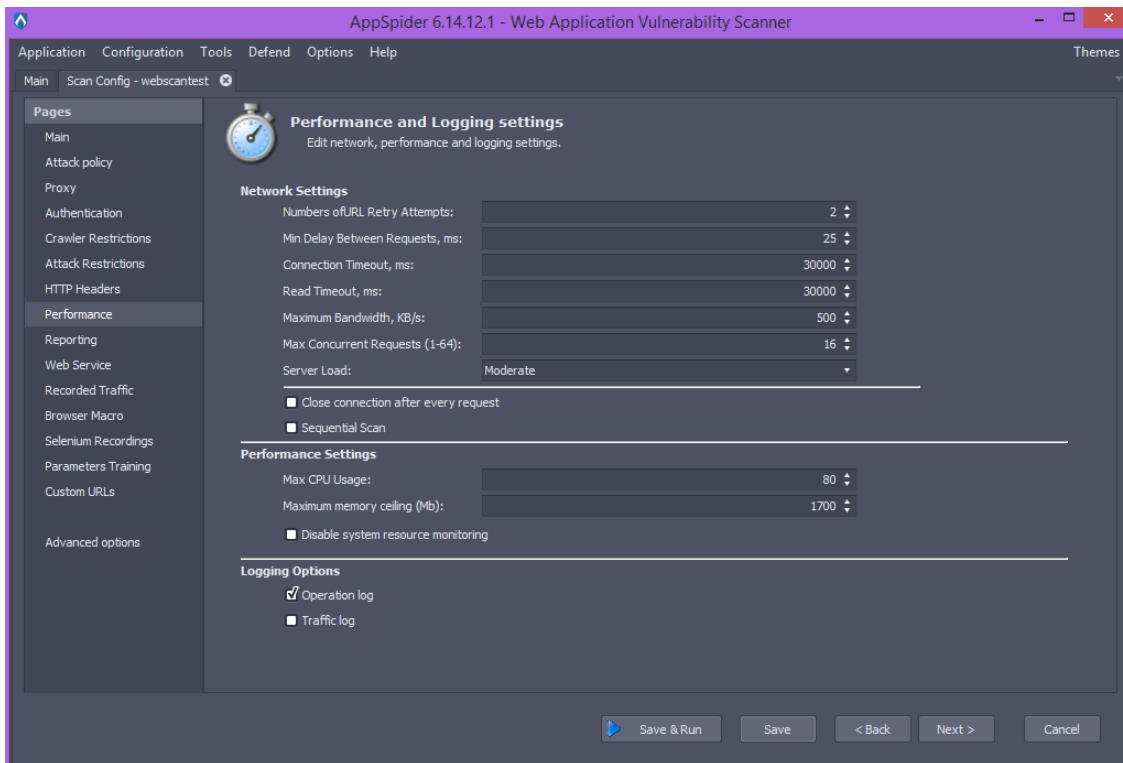 AppSpider 6.14.12.1 - Web Application Vulnerability Scanner
Application Configuration Tools Defend Options Help Themes
Main Scan Config - webscantest
Pages
Main
Attack policy
Proxy
Authentication
Crawler Restrictions
Attack Restrictions
HTTP Headers
Performance
Reporting
Web Service
Recorded Traffic
Browser Macro
Selenium Recordings
Parameters Training
Custom URLs
Advanced options
Performance and Logging settings
Edit network, performance and logging settings.
Network Settings
Numbers ofURL Retry Attempts: 2
Min Delay Between Requests, ms: 25
Connection Timeout, ms: 30000
Read Timeout, ms: 30000
Maximum Bandwidth, KB/s: 500
Max Concurrent Requests (1-64): 16
Server Load: Moderate
Close connection after every request
Sequential Scan
Performance Settings
Max CPU Usage: 80
Maximum memory ceiling (Mb): 1700
Disable system resource monitoring
Logging Options
Operation log
Traffic log
Save & Run Save < Back Next > Cancel